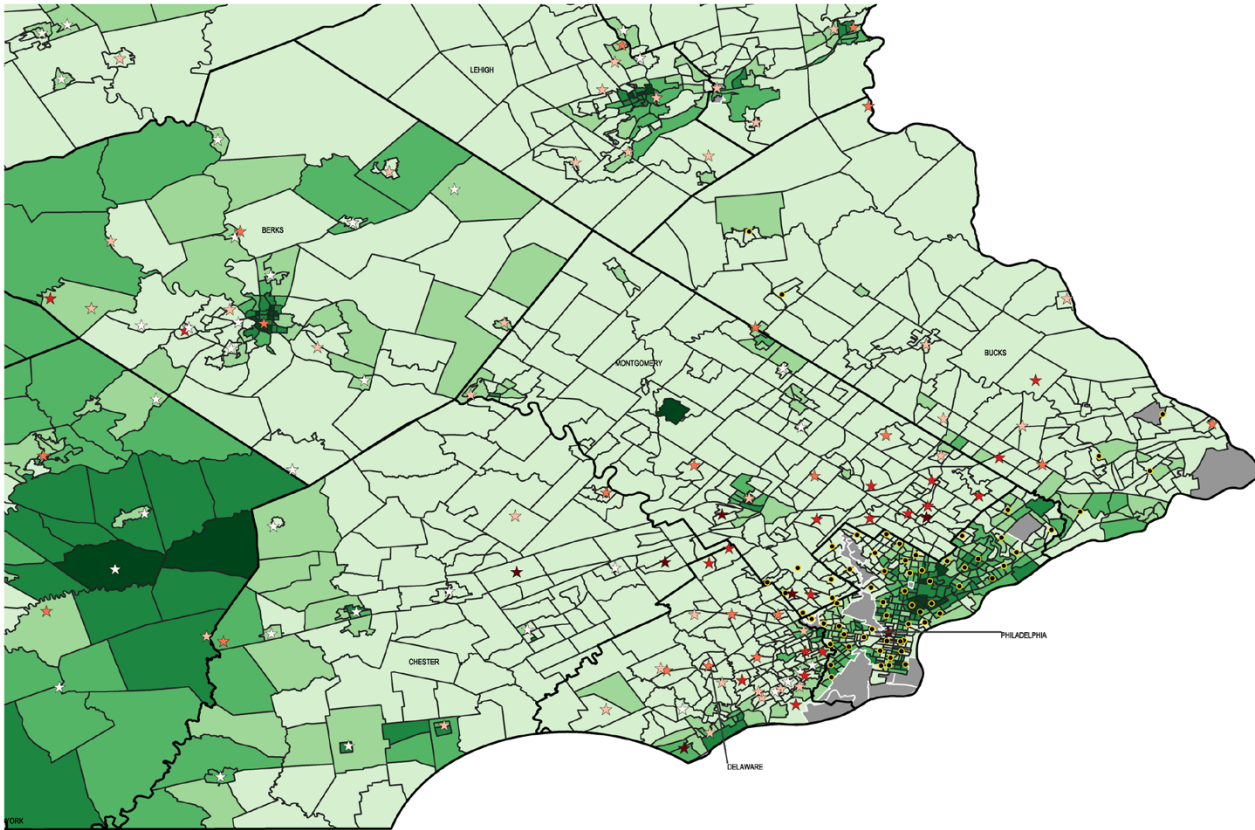 LEHIGH
BERKS
MONTGOMERY
BUCKS
PHILADELPHIA
CHESTER
DELAWARE
YORK